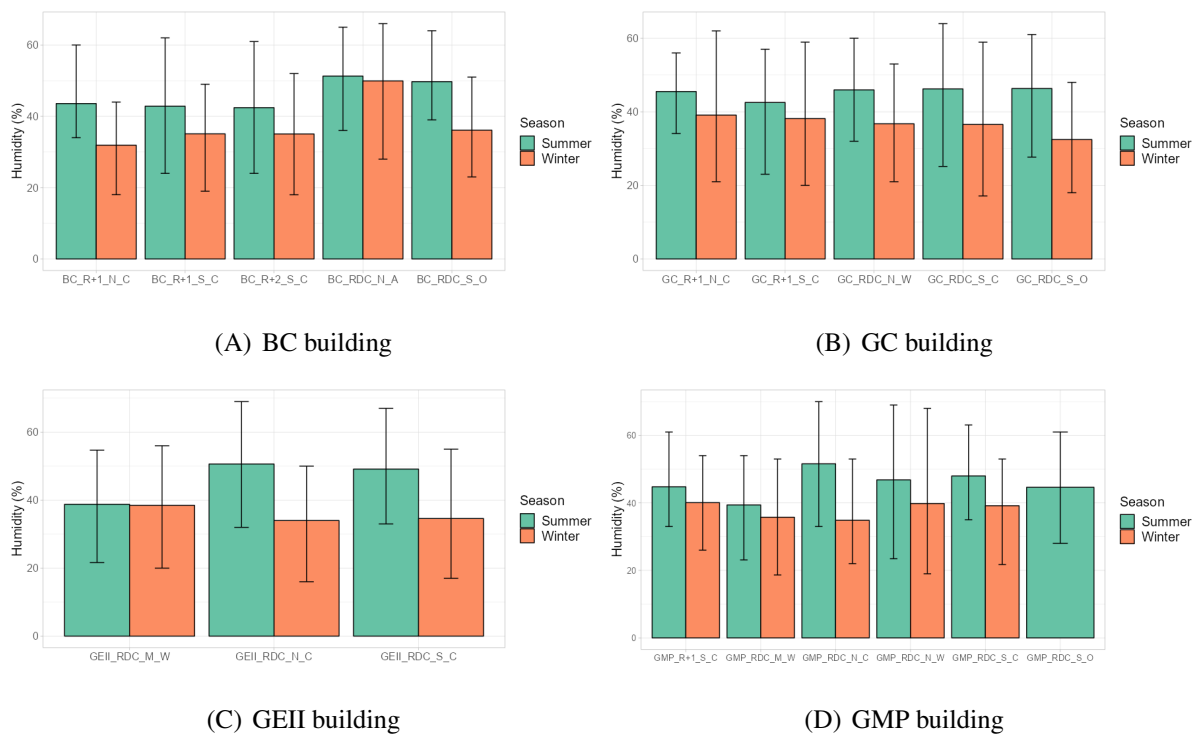 Humidity (%)
60
40
20
0
BC_R+1_N_C BC_R+1_S_C BC_R+2_S_C BC_RDC_N_A BC_RDC_S_O
Season
Summer
Winter
(A) BC building
Humidity (%)
60
40
20
0
GC_R+1_N_C GC_R+1_S_C GC_RDC_N_W GC_RDC_S_C GC_RDC_S_O
Season
Summer
Winter
(B) GC building
Humidity (%)
60
40
20
0
GEII_RDC_M_W GEII_RDC_N_C GEII_RDC_S_C
Season
Summer
Winter
(C) GEII building
Humidity (%)
60
40
20
0
GMP_R+1_S_C GMP_RDC_M_W GMP_RDC_N_C GMP_RDC_N_W GMP_RDC_S_C GMP_RDC_S_O
Season
Summer
Winter
(D) GMP building